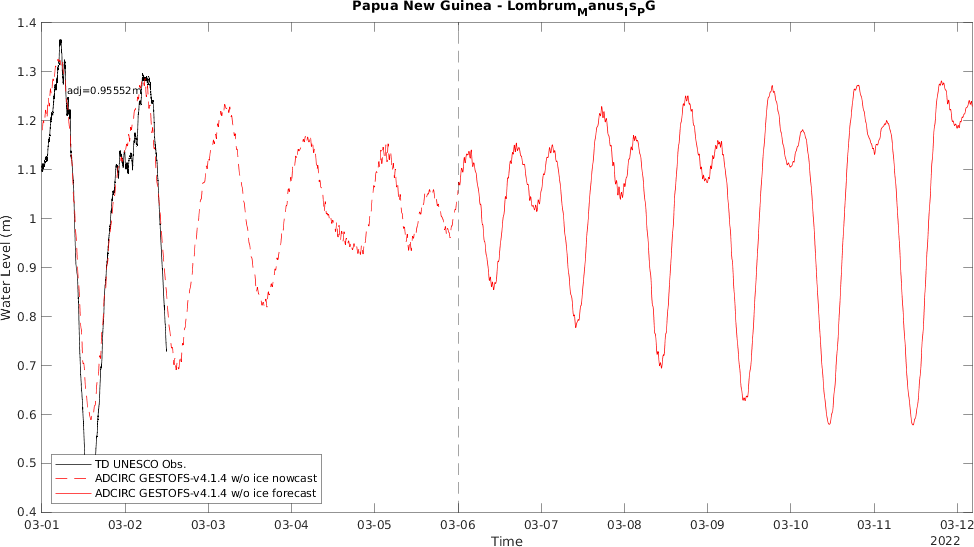 Papua New Guinea - LombrumManusIsPG
1.4
1.3
1.2
1.1
1
0.9
0.8
0.7
0.6
0.5
0.4
Water Level (m)
adj=0.95552m
TD UNESCO Obs.
ADCIRC GESTOFS-v4.1.4 w/o ice nowcast
ADCIRC GESTOFS-v4.1.4 w/o ice forecast
03-01 03-02 03-03 03-04 03-05 03-06 03-07 03-08 03-09 03-10 03-11 03-12
Time
2022